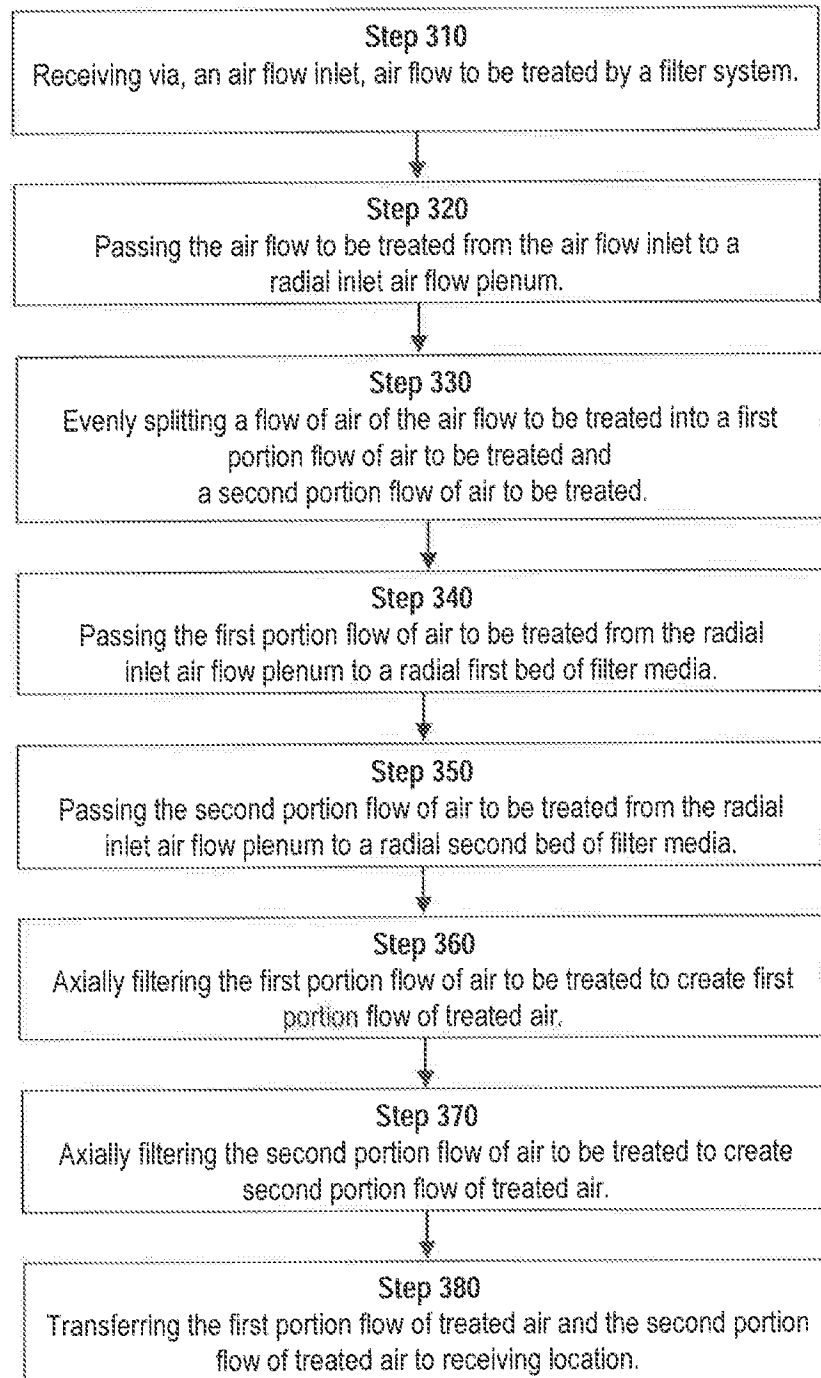 Step 310
Receiving via, an air flow inlet, air flow to be treated by a filter system.
Step 320
Passing the air flow to be treated from the air flow inlet to a
radial inlet air flow plenum.
Step 330
Evenly splitting a flow of air of the air flow to be treated into a first
portion flow of air to be treated and
a second portion flow of air to be treated.
Step 340
Passing the first portion flow of air to be treated from the radial
inlet air flow plenum to a radial first bed of filter media.
Step 350
Passing the second portion flow of air to be treated from the radial
inlet air flow plenum to a radial second bed of filter media.
Step 360
Axially filtering the first portion flow of air to be treated to create first
portion flow of treated air.
Step 370
Axially filtering the second portion flow of air to be treated to create
second portion flow of treated air.
Step 380
Transferring the first portion flow of treated air and the second portion
flow of treated air to receiving location.